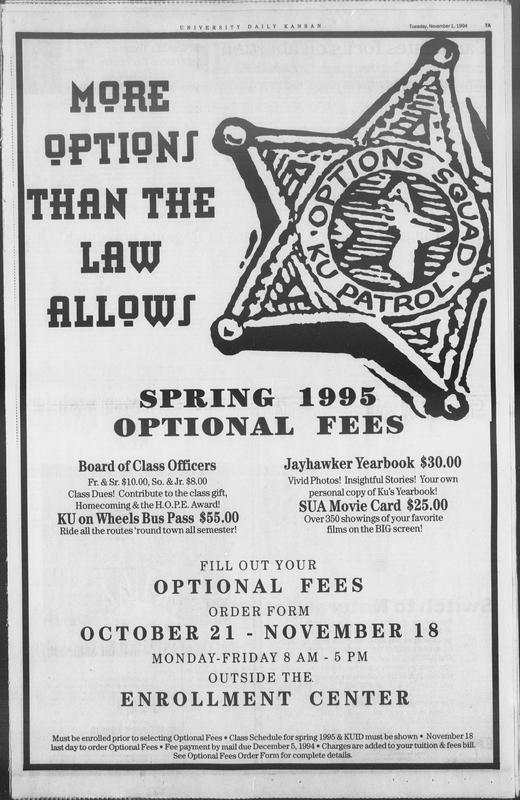 UNIVERSITY DAILY KANSAN
Tuesday, November 1, 1994
7A
MORE
OPTIONS
THAN THE
LAW
ALLOWS
OPTIONS SQUAD
KU PATROL
SPRING 1995
OPTIONAL FEES
Board of Class Officers
Fr. & Sr. $10.00, So. & Jr. $8.00
Class Dues! Contribute to the class gift,
Homecoming & the H.O.P.E. Award!
KU on Wheels Bus Pass $55.00
Ride all the routes 'round town all semester!
Jayhawker Yearbook $30.00
Vivid Photos! Insightful Stories! Your own
personal copy of Ku's Yearbook!
SUA Movie Card $25.00
Over 350 showings of your favorite
films on the BIG screen!
FILL OUT YOUR
OPTIONAL FEES
ORDER FORM
OCTOBER 21 - NOVEMBER 18
MONDAY-FRIDAY 8 AM - 5 PM
OUTSIDE THE
ENROLLMENT CENTER
Must be enrolled prior to selecting Optional Fees • Class Schedule for spring 1995 & KUID must be shown • November 18
last day to order Optional Fees • Fee payment by mail due December 5, 1994 • Charges are added to your tuition & fees bill.
See Optional Fees Order Form for complete details.